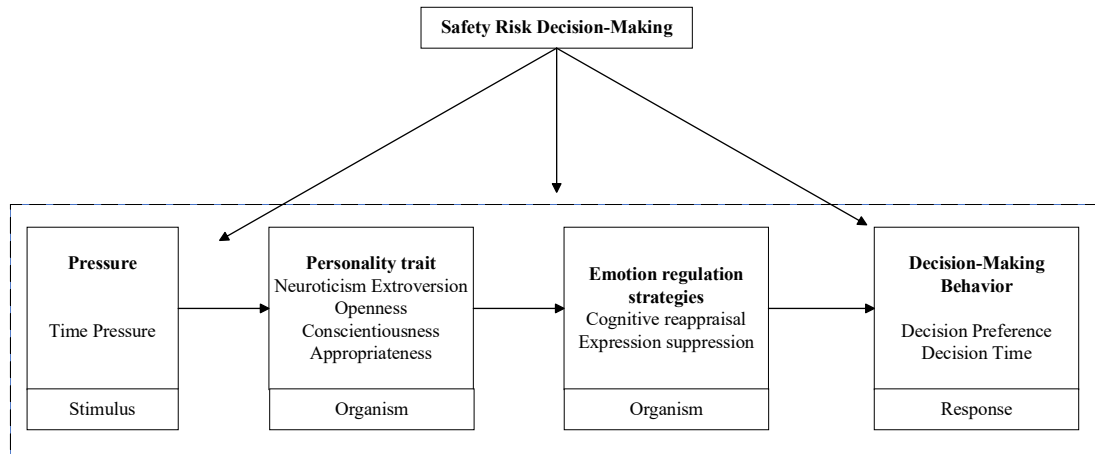 Safety Risk Decision-Making
Pressure
Time Pressure
Stimulus
Personality trait
Neuroticism Extroversion
Openness
Conscientiousness
Appropriateness
Organism
Emotion regulation
strategies
Cognitive reappraisal
Expression suppression
Organism
Decision-Making
Behavior
Decision Preference
Decision Time
Response